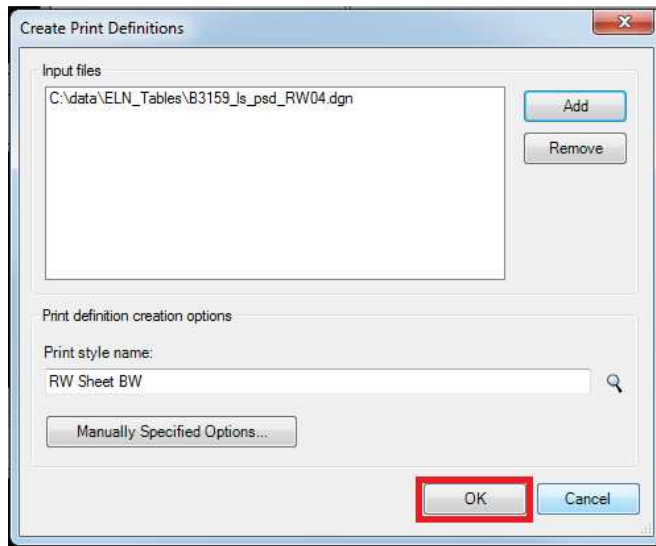 Create Print Definitions
Input files
C:\data\ELN_Tables\B3159_ls_psd_RW04.dgn
Add
Remove
Print definition creation options
Print style name:
RW Sheet BW
Manually Specified Options...
OK
Cancel